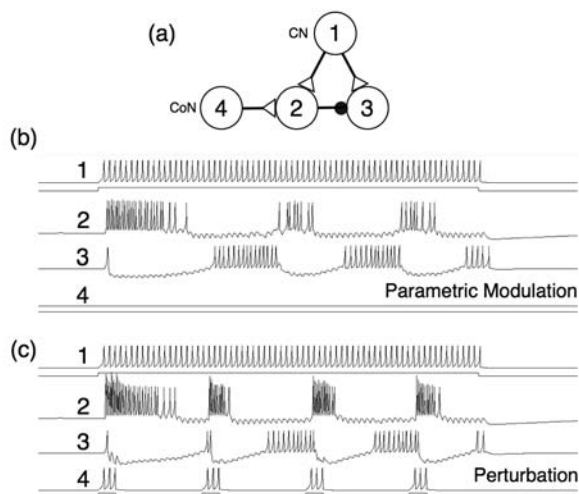 (a)
CN 1
CoN 4 2 3
(b)
1
2
3
4
Parametric Modulation
(c)
1
2
3
4
Perturbation